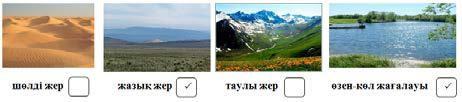 шөлді жер
жазық жер ✓
таулы жер
өзен-көл жағалауы ✓